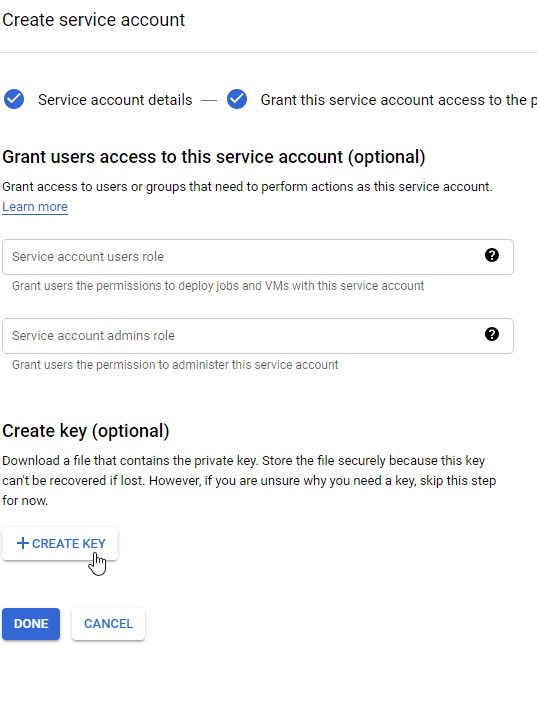 Create service account
Service account details — Grant this service account access to the p
Grant users access to this service account (optional)
Grant access to users or groups that need to perform actions as this service account.
Learn more
Service account users role
Grant users the permissions to deploy jobs and VMs with this service account
Service account admins role
Grant users the permission to administer this service account
Create key (optional)
Download a file that contains the private key. Store the file securely because this key
can't be recovered if lost. However, if you are unsure why you need a key, skip this step
for now.
+ CREATE KEY
DONE CANCEL